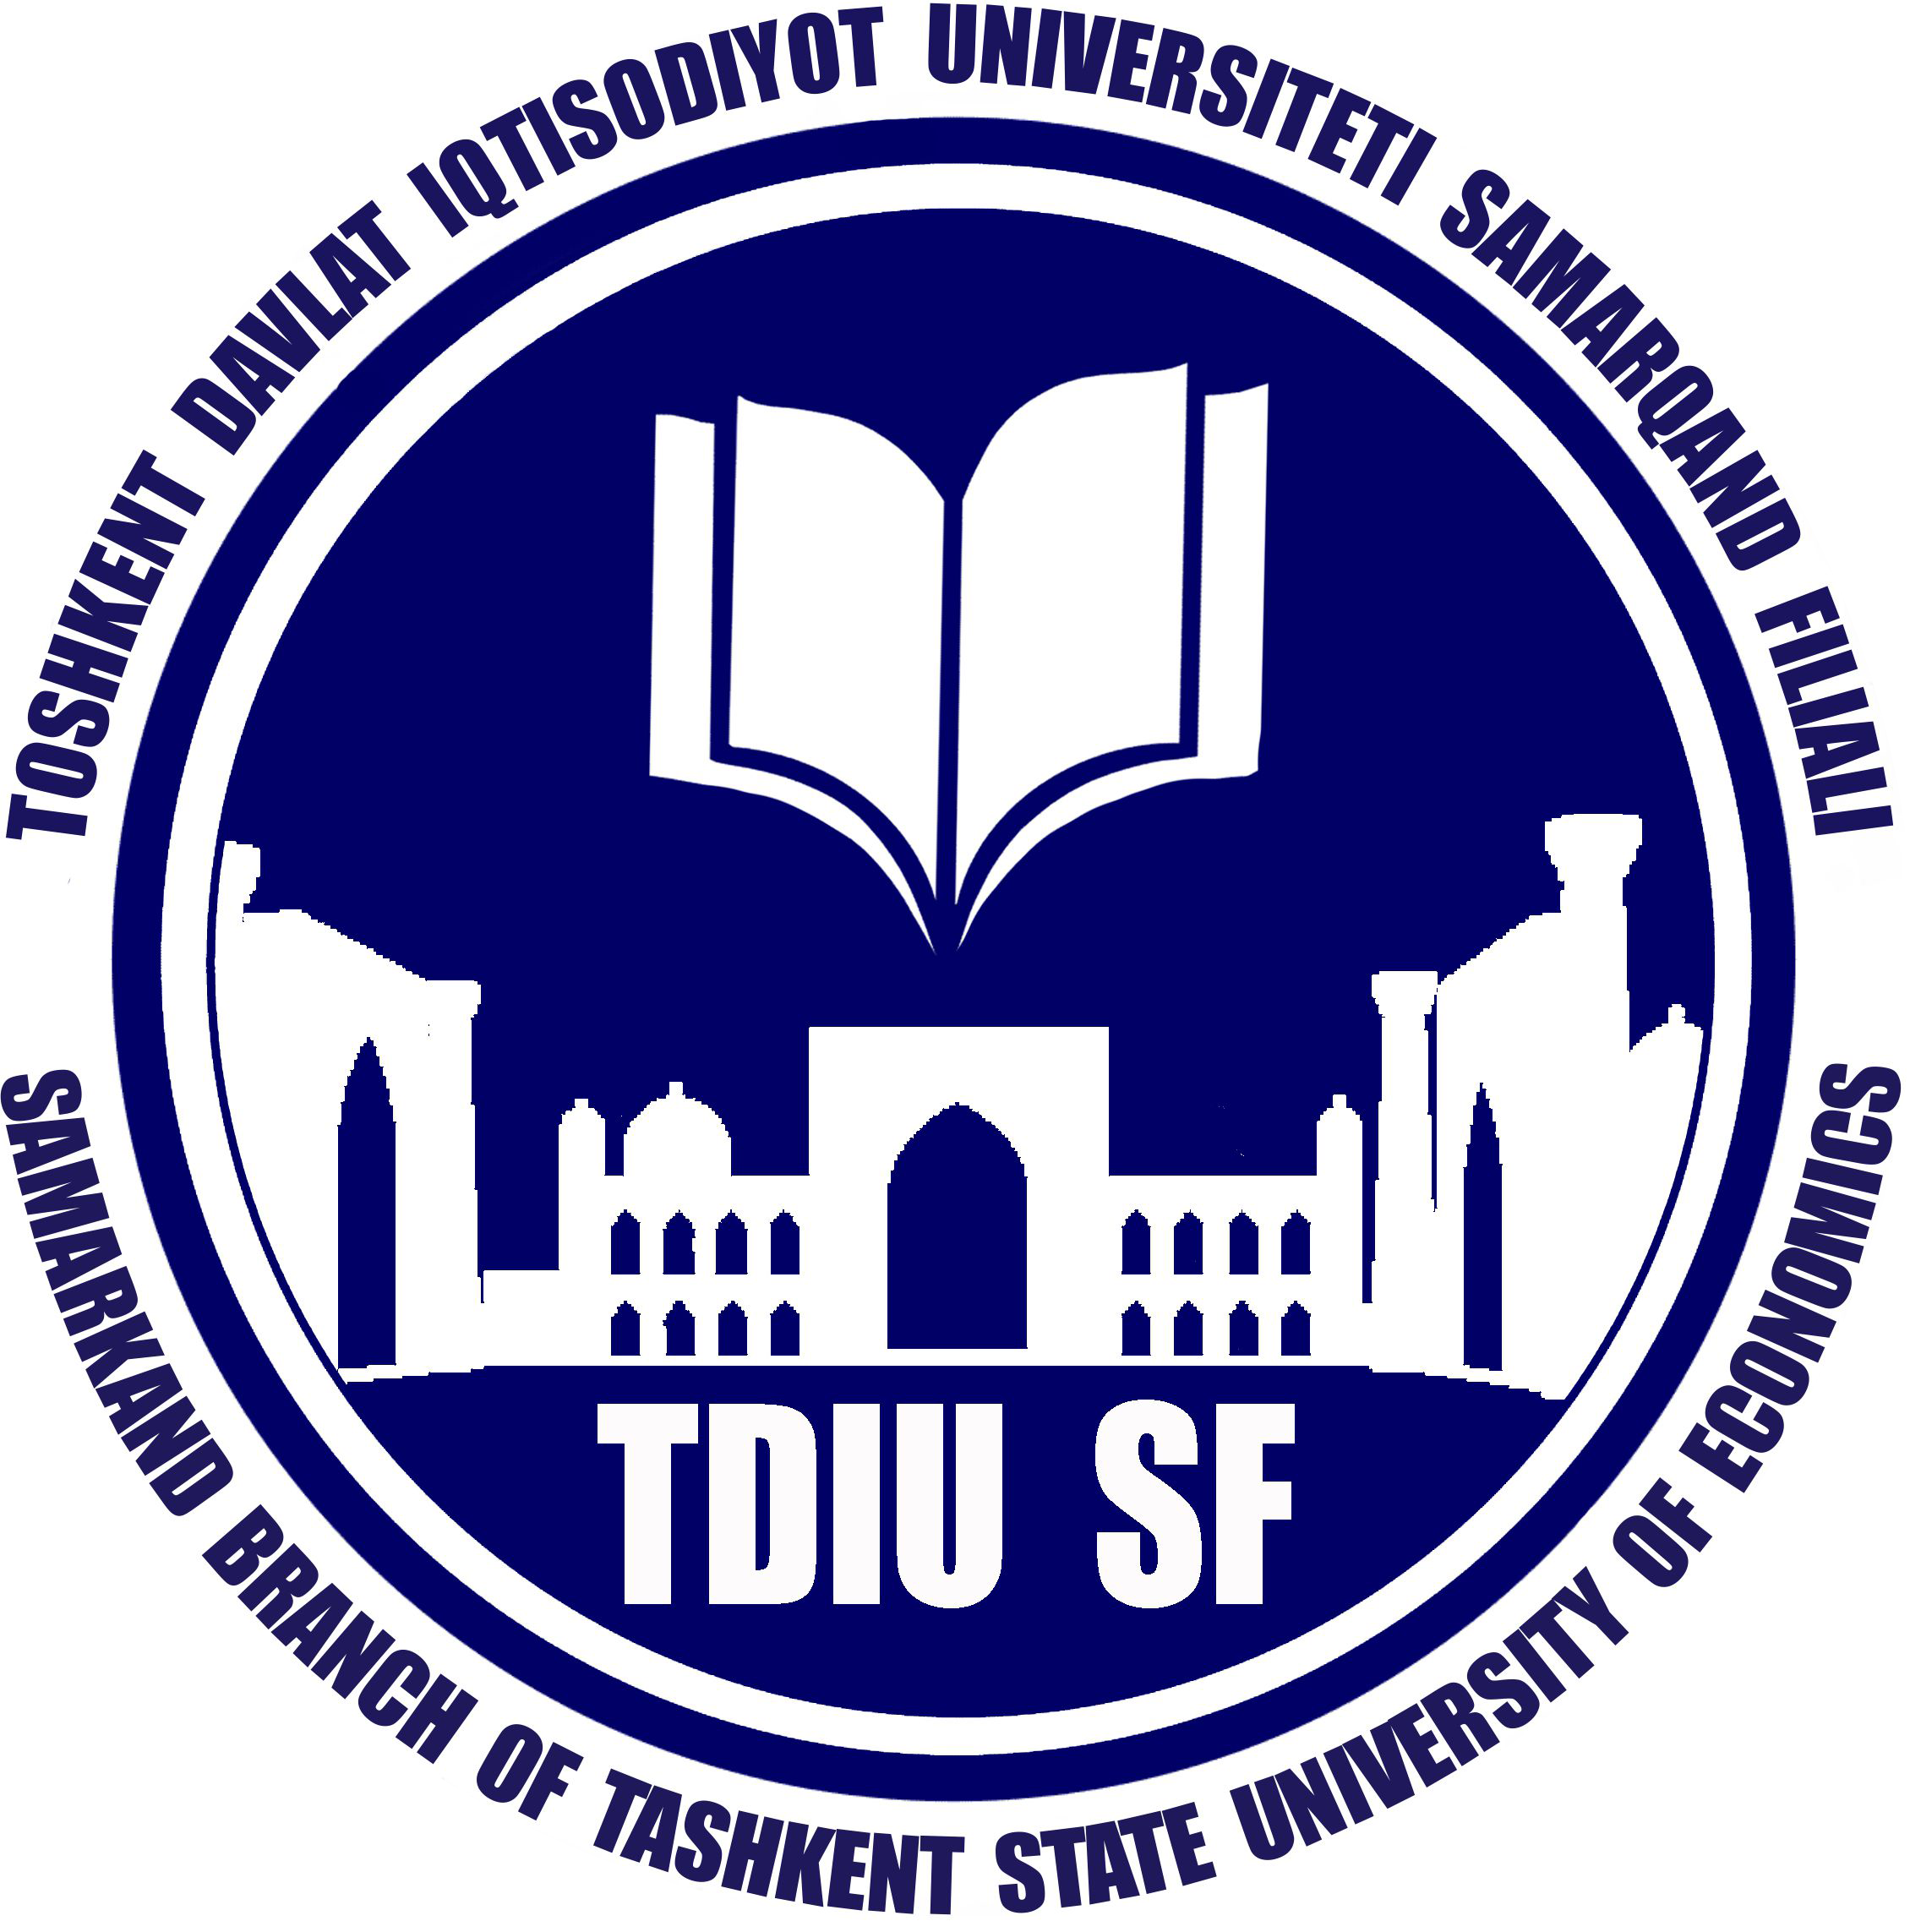 TOSHKENT DAVLAT IQTISODIYOT UNIVERSITETI SAMARQAND FILIALI
TDIU SF
SAMARKAND BRANCH OF TASHKENT STATE UNIVERSITY OF ECONOMICS